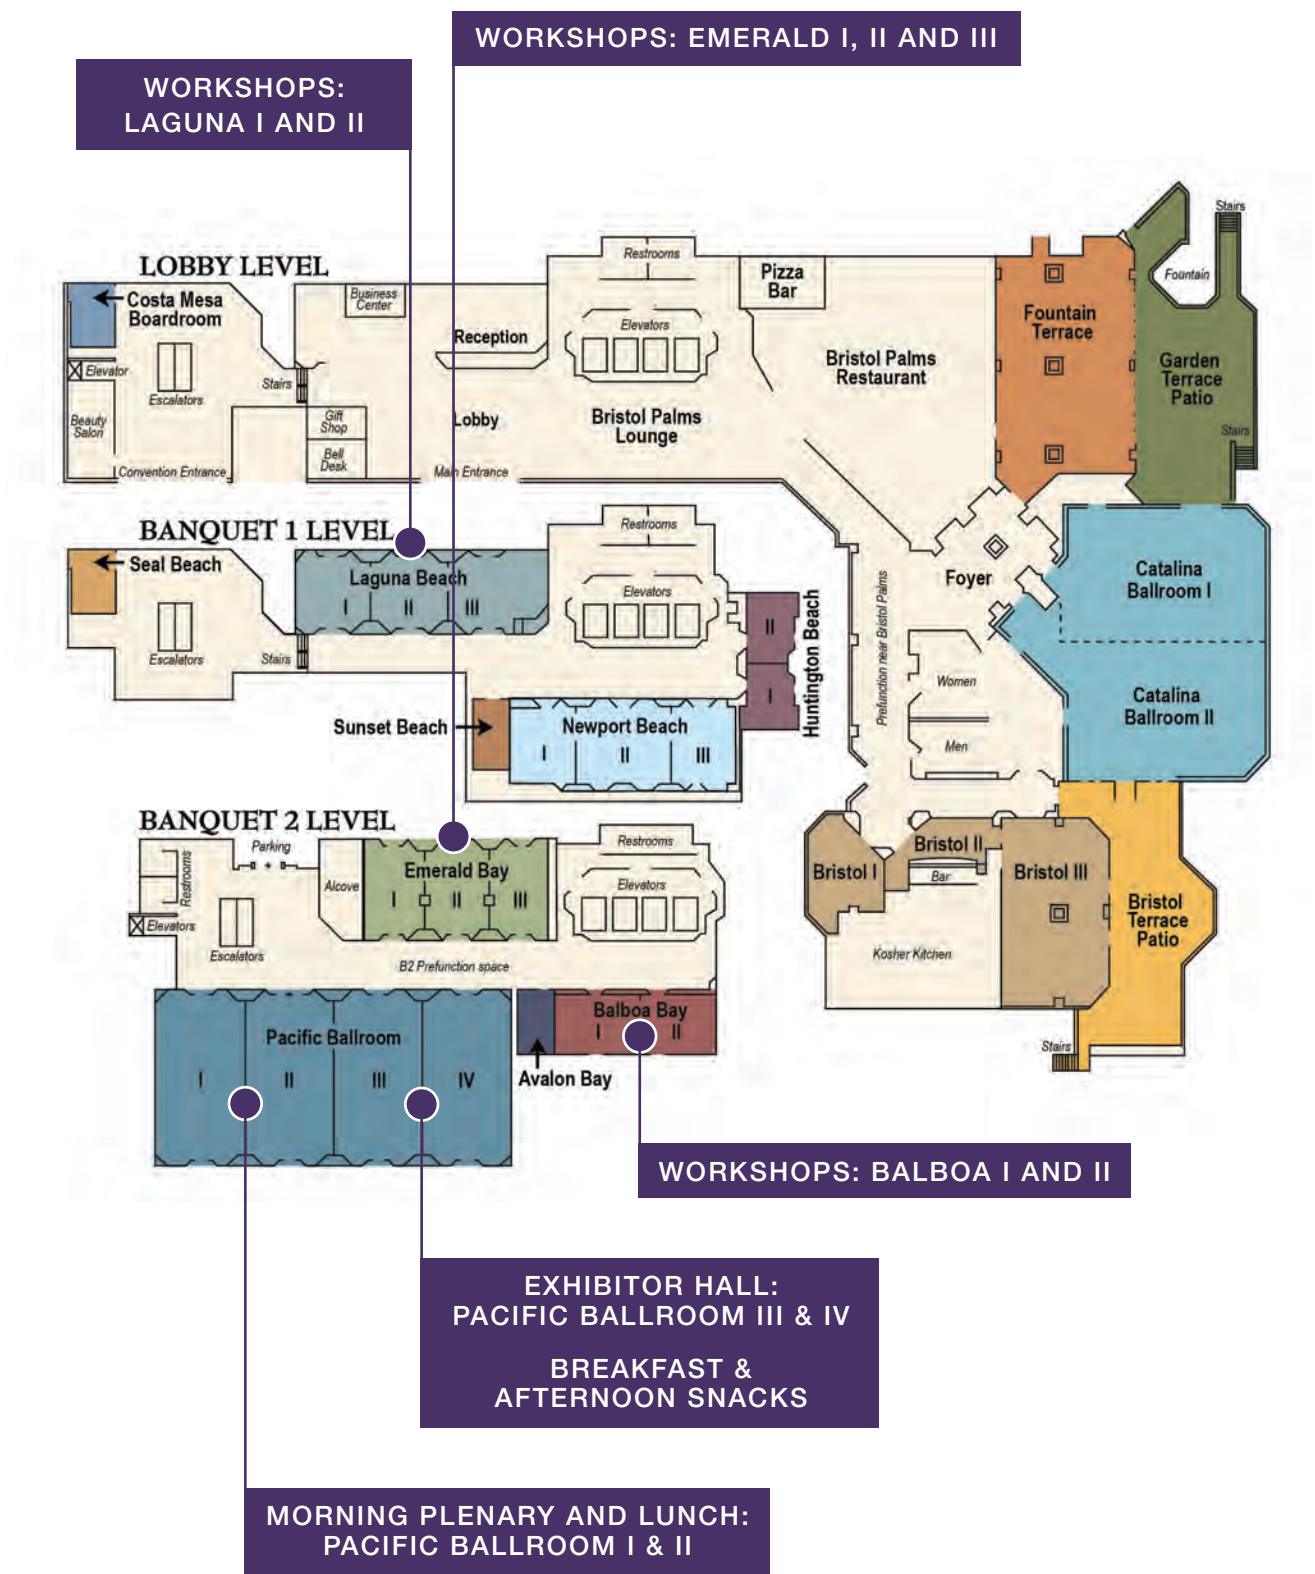 WORKSHOPS: EMERALD I, II AND III
WORKSHOPS:
LAGUNA I AND II
LOBBY LEVEL
Costa Mesa
Boardroom
Elevator
Escalators
Beauty
Salon
Convention Entrance
Stairs
Business
Center
Gift
Shop
Bell
Desk
Reception
Lobby
Main Entrance
Restrooms
Elevators
Bristol Palms
Lounge
Pizza
Bar
Bristol Palms
Restaurant
Fountain
Terrace
Stairs
Fountain
Garden
Terrace
Patio
Stairs
BANQUET 1 LEVEL
Seal Beach
Escalators
Stairs
Laguna Beach
I
II
III
Restrooms
Elevators
II
I
Huntington Beach
Sunset Beach
Newport Beach
I
II
III
Prefunction near Bristol Palms
Foyer
Women
Men
Catalina
Ballroom I
Catalina
Ballroom II
BANQUET 2 LEVEL
Parking
Restrooms
Elevators
Escalators
Alcove
Emerald Bay
I
II
III
Restrooms
Elevators
B2 Prefunction space
Pacific Ballroom
I
II
III
IV
Balboa Bay
I
II
Avalon Bay
Bristol I
Bristol II
Bar
Bristol III
Kosher Kitchen
Bristol
Terrace
Patio
Stairs
WORKSHOPS: BALBOA I AND II
EXHIBITOR HALL:
PACIFIC BALLROOM III & IV
BREAKFAST &
AFTERNOON SNACKS
MORNING PLENARY AND LUNCH:
PACIFIC BALLROOM I & II